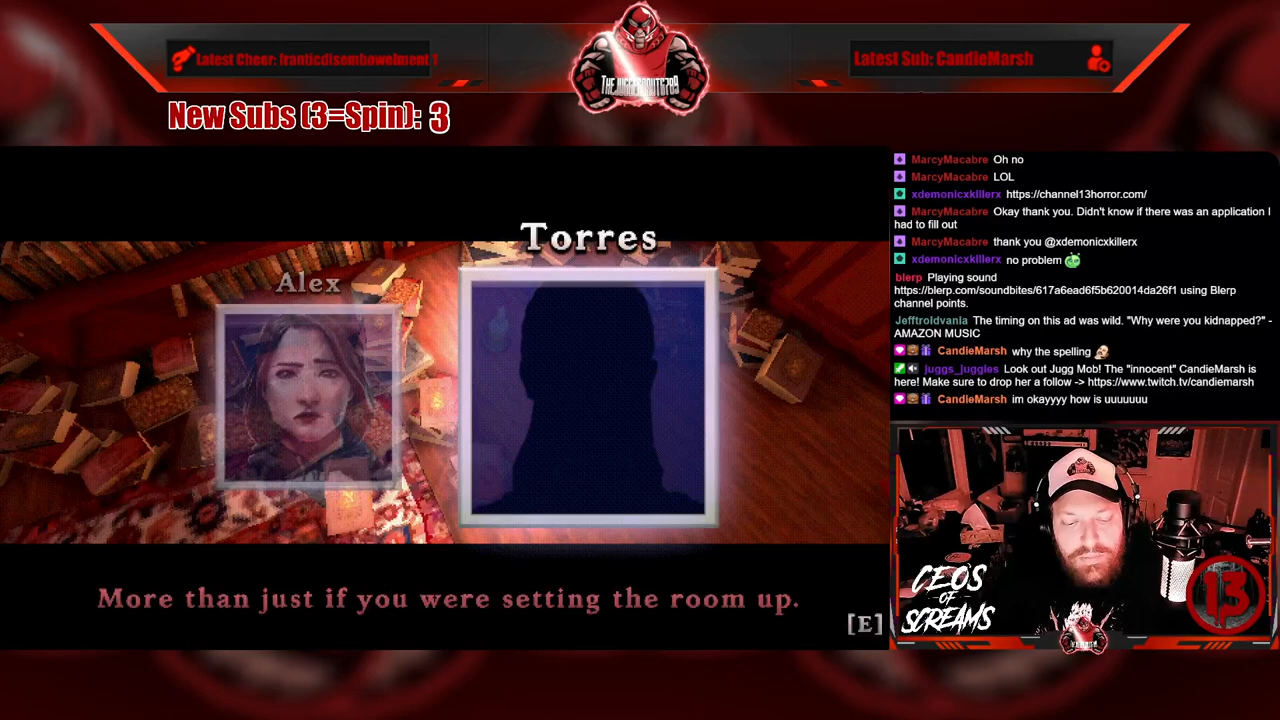 Latest Cheer: franticdisembowelment 1
Latest Sub: CandieMarsh
THEJUGGERNOUT6789
New Subs (3=Spin): 3
MarcyMacabre Oh no
MarcyMacabre LOL
xdemonicxkillerx https://channel13horror.com/
MarcyMacabre Okay thank you. Didn't know if there was an application I
had to fill out
MarcyMacabre thank you @xdemonicxkillerx
xdemonicxkillerx no problem
blerp Playing sound
https://blerp.com/soundbites/617a6ead6f5b620014da26f1 using Blerp
channel points.
Jefftroldvania The timing on this ad was wild. "Why were you kidnapped?" -
AMAZON MUSIC
CandieMarsh why the spelling
juggs_juggles Look out Jugg Mob! The "innocent" CandieMarsh is
here! Make sure to drop her a follow -> https://www.twitch.tv/candiemarsh
CandieMarsh im okayyyy how is uuuuuuu
Torres
Alex
More than just if you were setting the room up.
[E]
CEOS
OF
SCREAMS
13